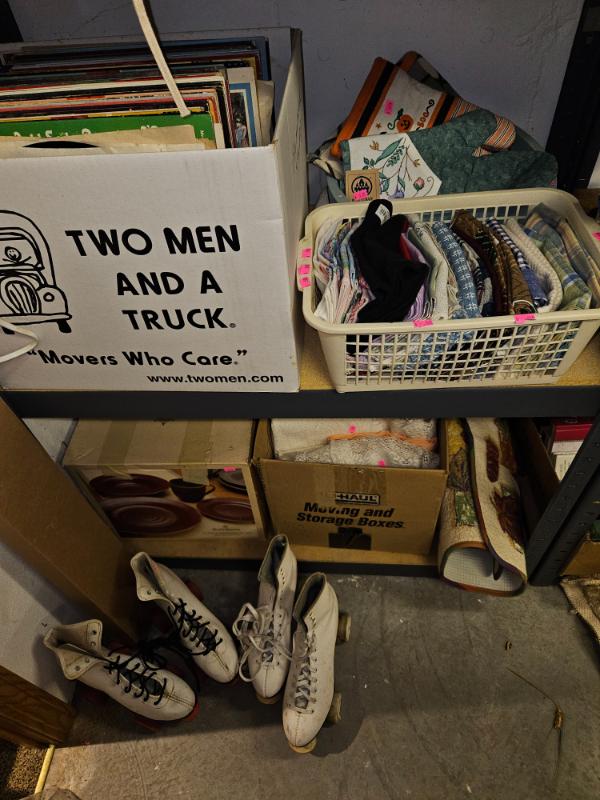 TWO MEN
AND A
TRUCK®
"Movers Who Care."
www.twomen.com
U-HAUL
Moving and
Storage Boxes